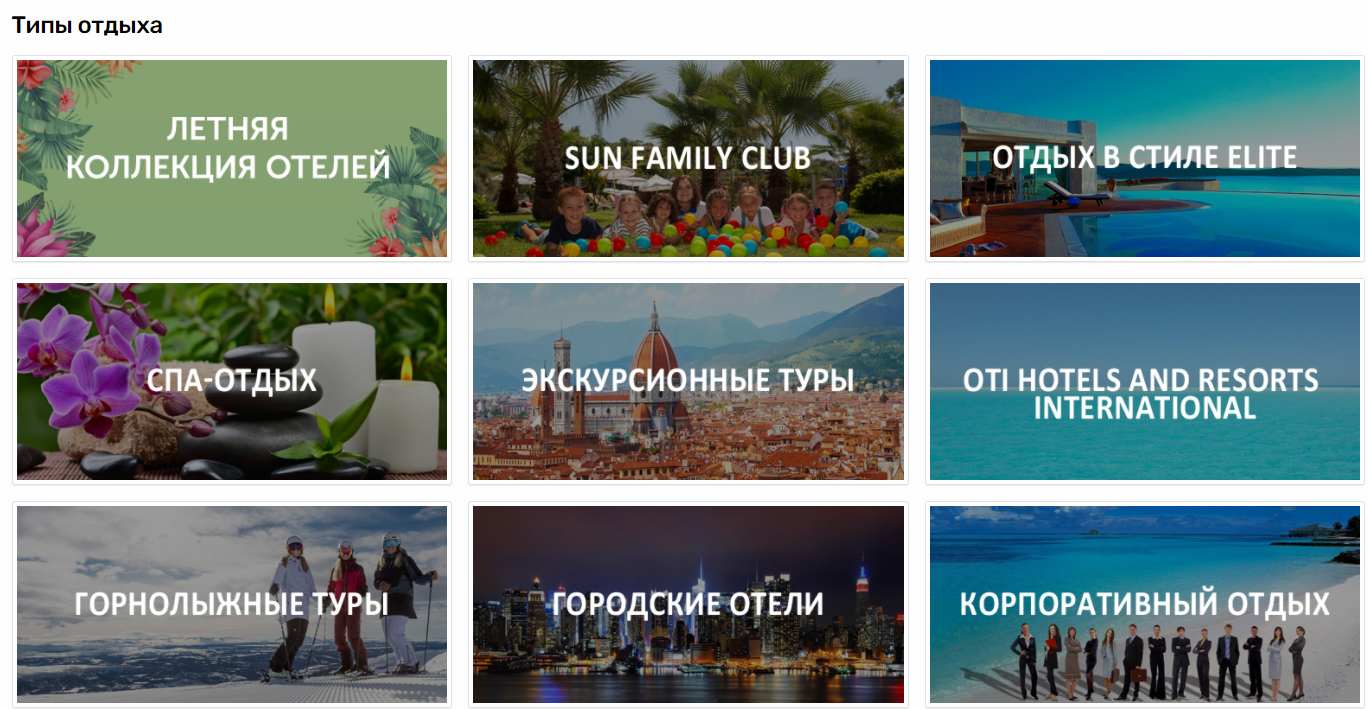 Типы отдыха
ЛЕТНЯЯ
КОЛЛЕКЦИЯ ОТЕЛЕЙ
SUN FAMILY CLUB
ОТДЫХ В СТИЛЕ ELITE
СПА-ОТДЫХ
ЭКСКУРСИОННЫЕ ТУРЫ
OTI HOTELS AND RESORTS
INTERNATIONAL
ГОРНОЛЫЖНЫЕ ТУРЫ
ГОРОДСКИЕ ОТЕЛИ
КОРПОРАТИВНЫЙ ОТДЫХ